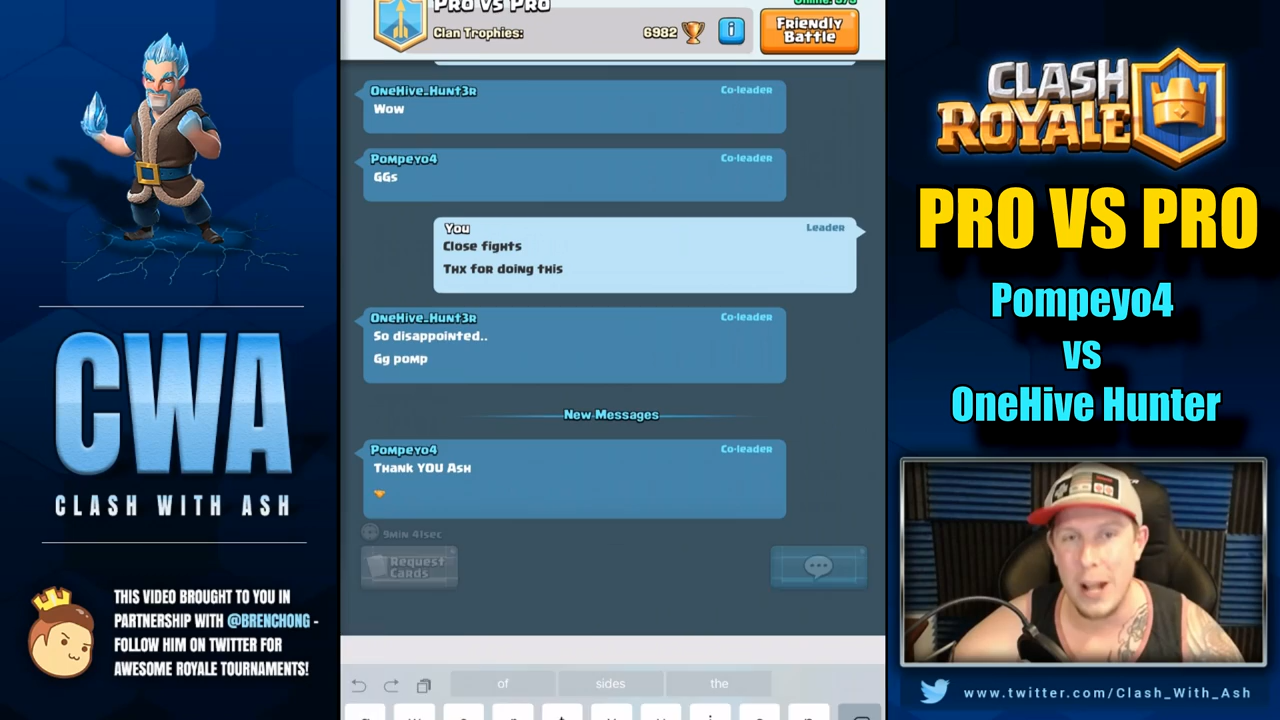 CWA
CLASH WITH ASH
THIS VIDEO BROUGHT TO YOU IN
PARTNERSHIP WITH @BRENCHONG -
FOLLOW HIM ON TWITTER FOR
AWESOME ROYALE TOURNAMENTS!
Pro vs Pro
Clan Trophies:
6982
Friendly
Battle
OneHive_Hunt3r
Co-leader
Wow
Pompeyo4
Co-leader
GGs
You
Leader
Close fights
Thx for doing this
OneHive_Hunt3r
Co-leader
So disappointed..
Gg pomp
New Messages
Pompeyo4
Co-leader
Thank YOU Ash
9min 41sec
Request
Cards
of
sides
the
CLASH
ROYALE
PRO VS PRO
Pompeyo4
vs
OneHive Hunter
www.twitter.com/Clash_With_Ash